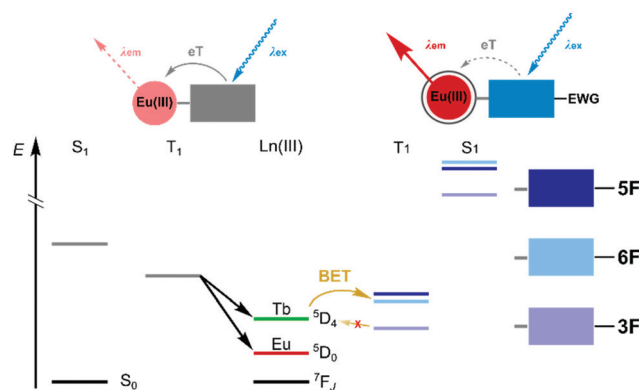 λem
eT
λex
Eu(III)
λem
eT
λex
Eu(III)
EWG
E
S1
T1
Ln(III)
T1
S1
5F
6F
3F
BET
Tb
⁵D₄
x
Eu
⁵D₀
S₀
⁷F_J